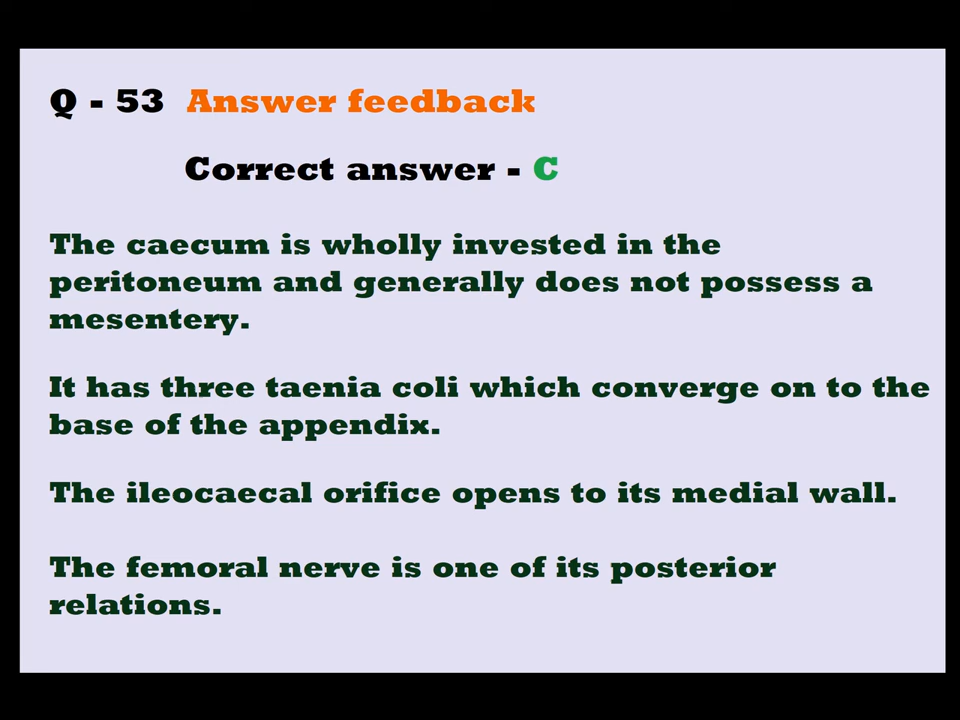 Q - 53 Answer feedback
Correct answer - C
The caecum is wholly invested in the
peritoneum and generally does not possess a
mesentery.
It has three taenia coli which converge on to the
base of the appendix.
The ileocaecal orifice opens to its medial wall.
The femoral nerve is one of its posterior
relations.